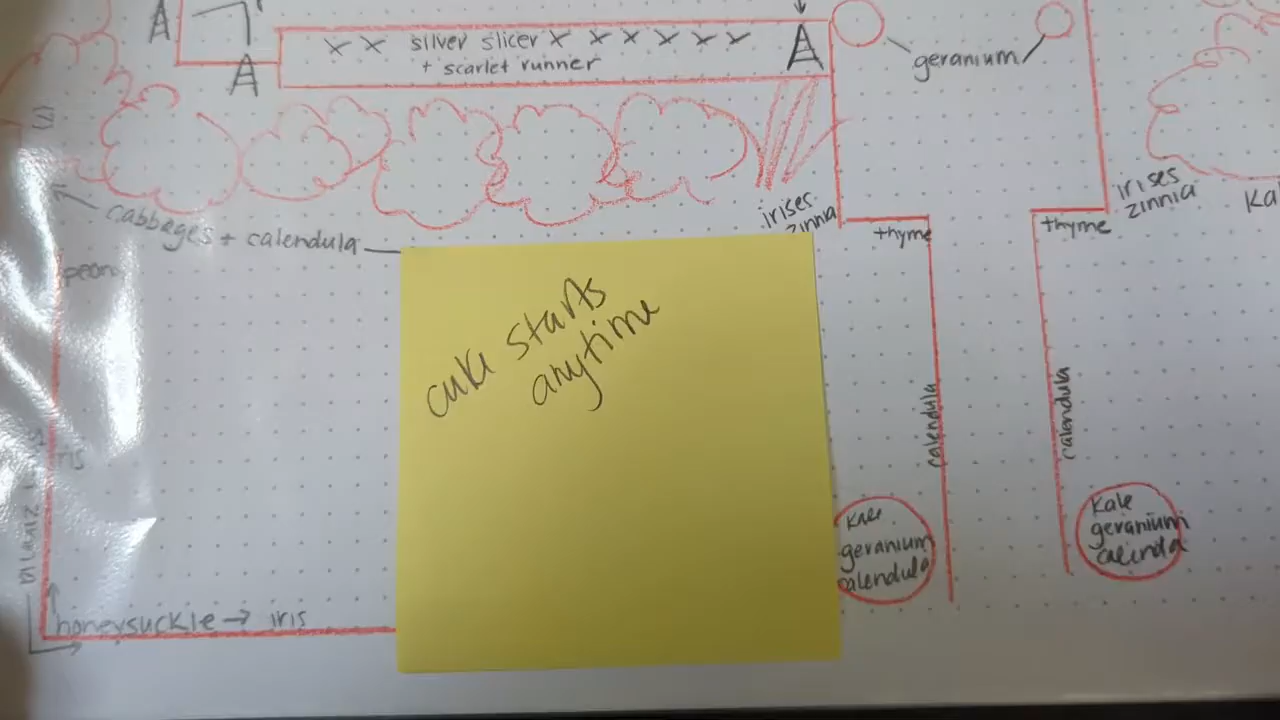 x x silver slicer x x x x x x
+ scarlet runner
geranium
cabbages + calendula
irises
zinnia
irises
zinnia
thyme
thyme
cuke starts
anytime
calendula
calendula
kale
geranium
calendula
kale
geranium
calenda
honeysuckle → iris
zinnia